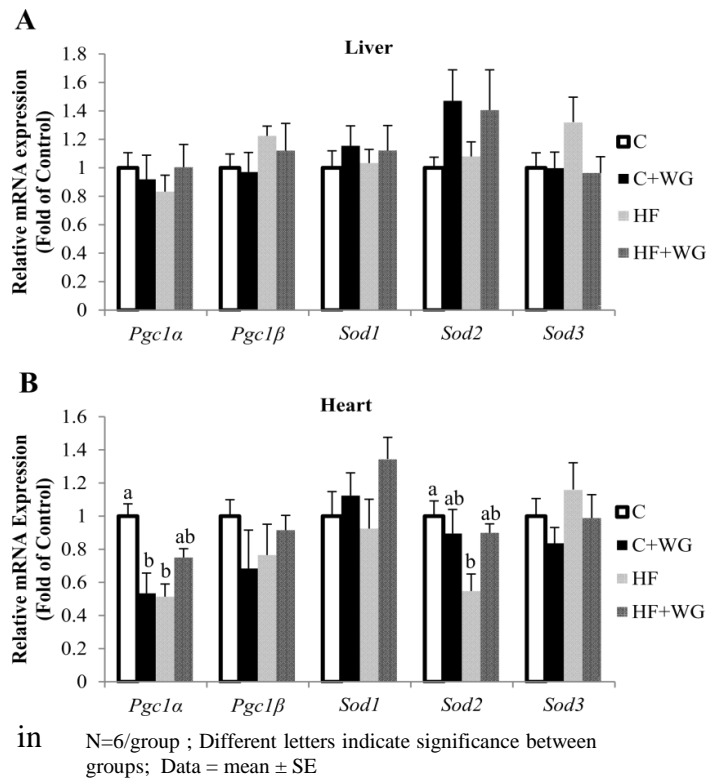 A
Liver
Relative mRNA expression
(Fold of Control)
1.8
1.6
1.4
1.2
1
0.8
0.6
0.4
0.2
0
Pgc1α Pgc1β Sod1 Sod2 Sod3
C
C+WG
HF
HF+WG
B
Heart
Relative mRNA Expression
(Fold of Control)
1.6
1.4
1.2
1
0.8
0.6
0.4
0.2
0
a b b ab
a ab b ab
Pgc1α Pgc1β Sod1 Sod2 Sod3
C
C+WG
HF
HF+WG
in
N=6/group ; Different letters indicate significance between
groups; Data = mean ± SE